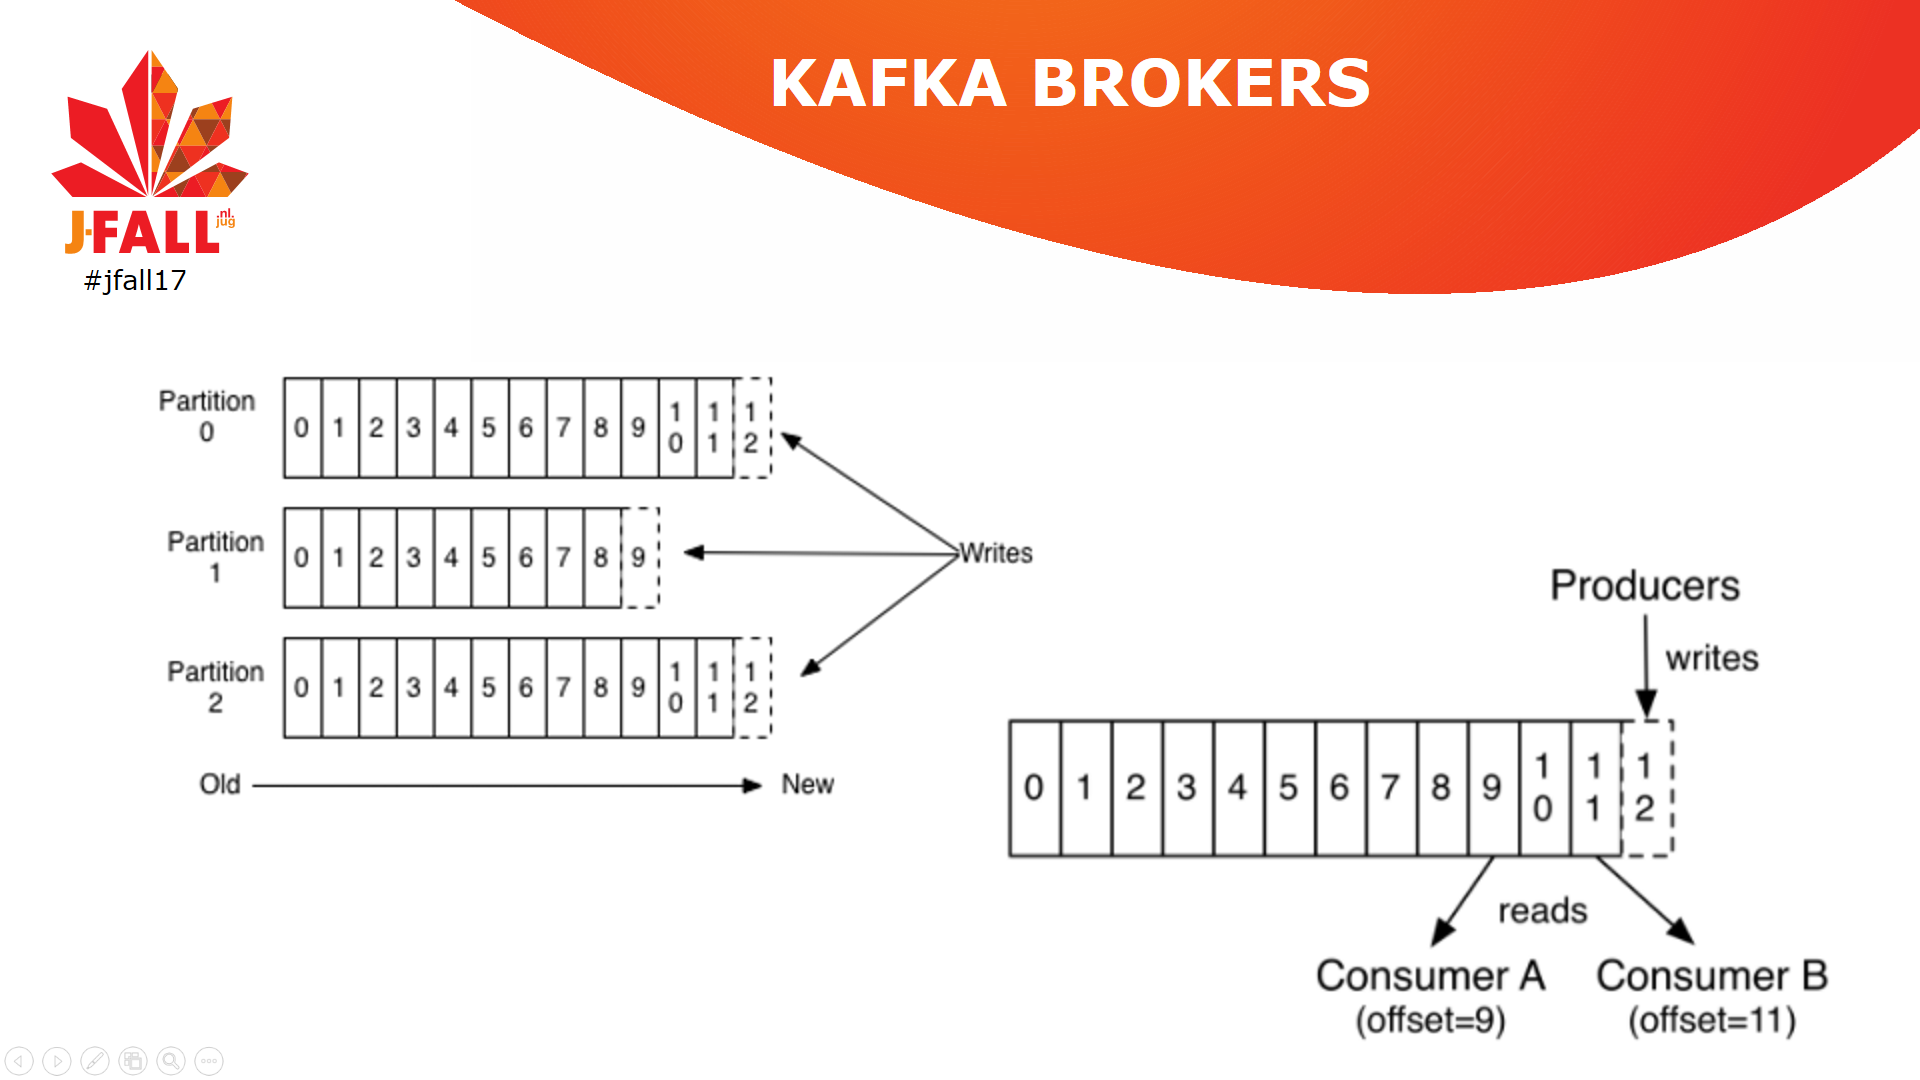 KAFKA BROKERS
J-FALL
nl
jug
#jfall17
Partition
0
0 1 2 3 4 5 6 7 8 9 10 11 12
Partition
1
0 1 2 3 4 5 6 7 8 9
Partition
2
0 1 2 3 4 5 6 7 8 9 10 11 12
Writes
Old
New
Producers
writes
0 1 2 3 4 5 6 7 8 9 10 11 12
reads
Consumer A
(offset=9)
Consumer B
(offset=11)